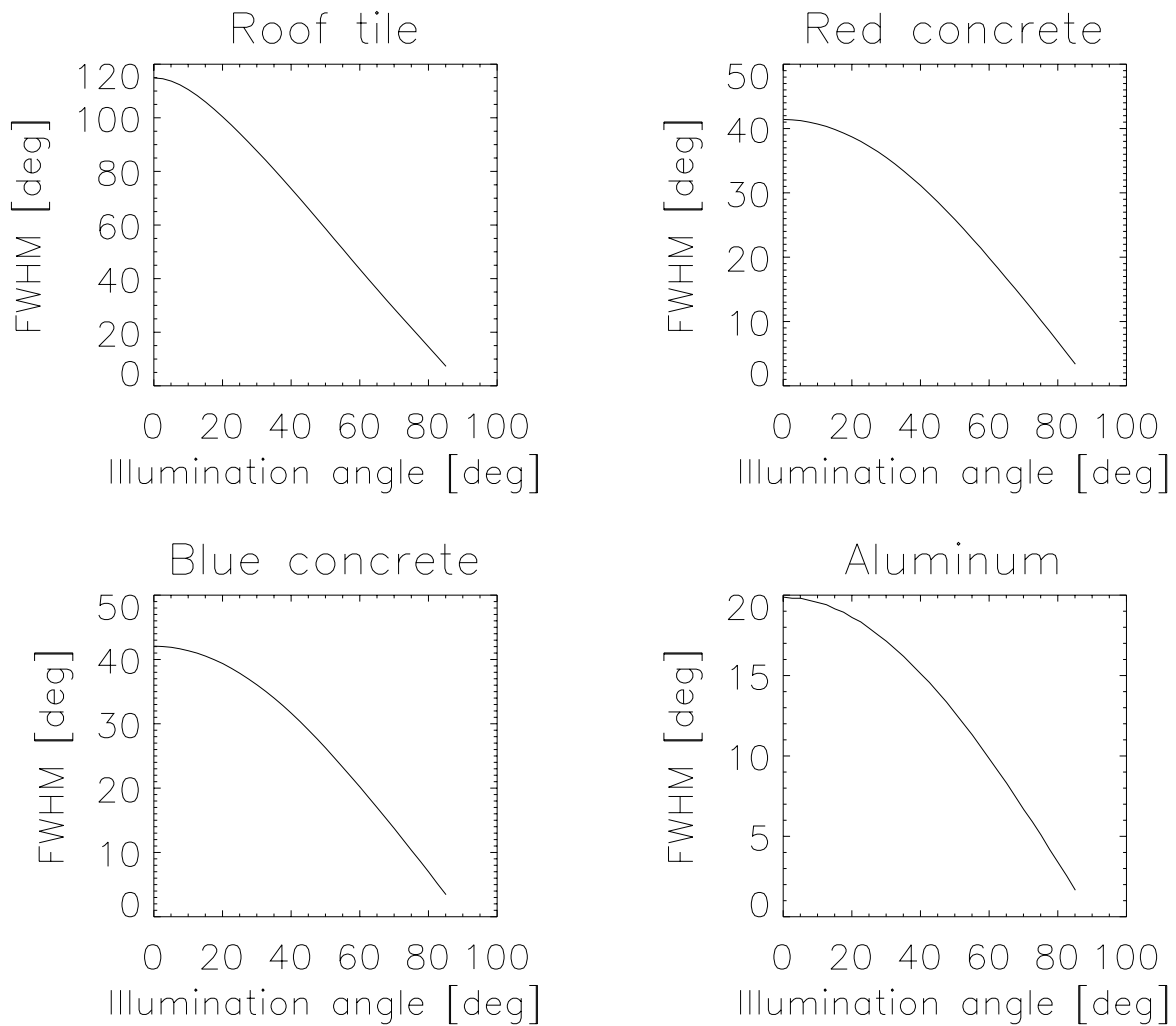 Roof tile
FWHM [deg]
120
100
80
60
40
20
0
0 20 40 60 80 100
Illumination angle [deg]
Red concrete
FWHM [deg]
50
40
30
20
10
0
0 20 40 60 80 100
Illumination angle [deg]
Blue concrete
FWHM [deg]
50
40
30
20
10
0
0 20 40 60 80 100
Illumination angle [deg]
Aluminum
FWHM [deg]
20
15
10
5
0
0 20 40 60 80 100
Illumination angle [deg]